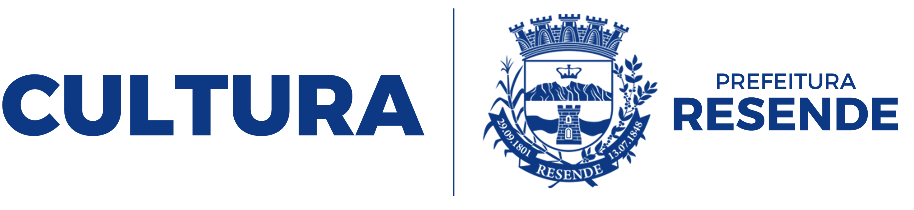 CULTURA
29.09.1801
RESENDE
13.07.1848
PREFEITURA
RESENDE